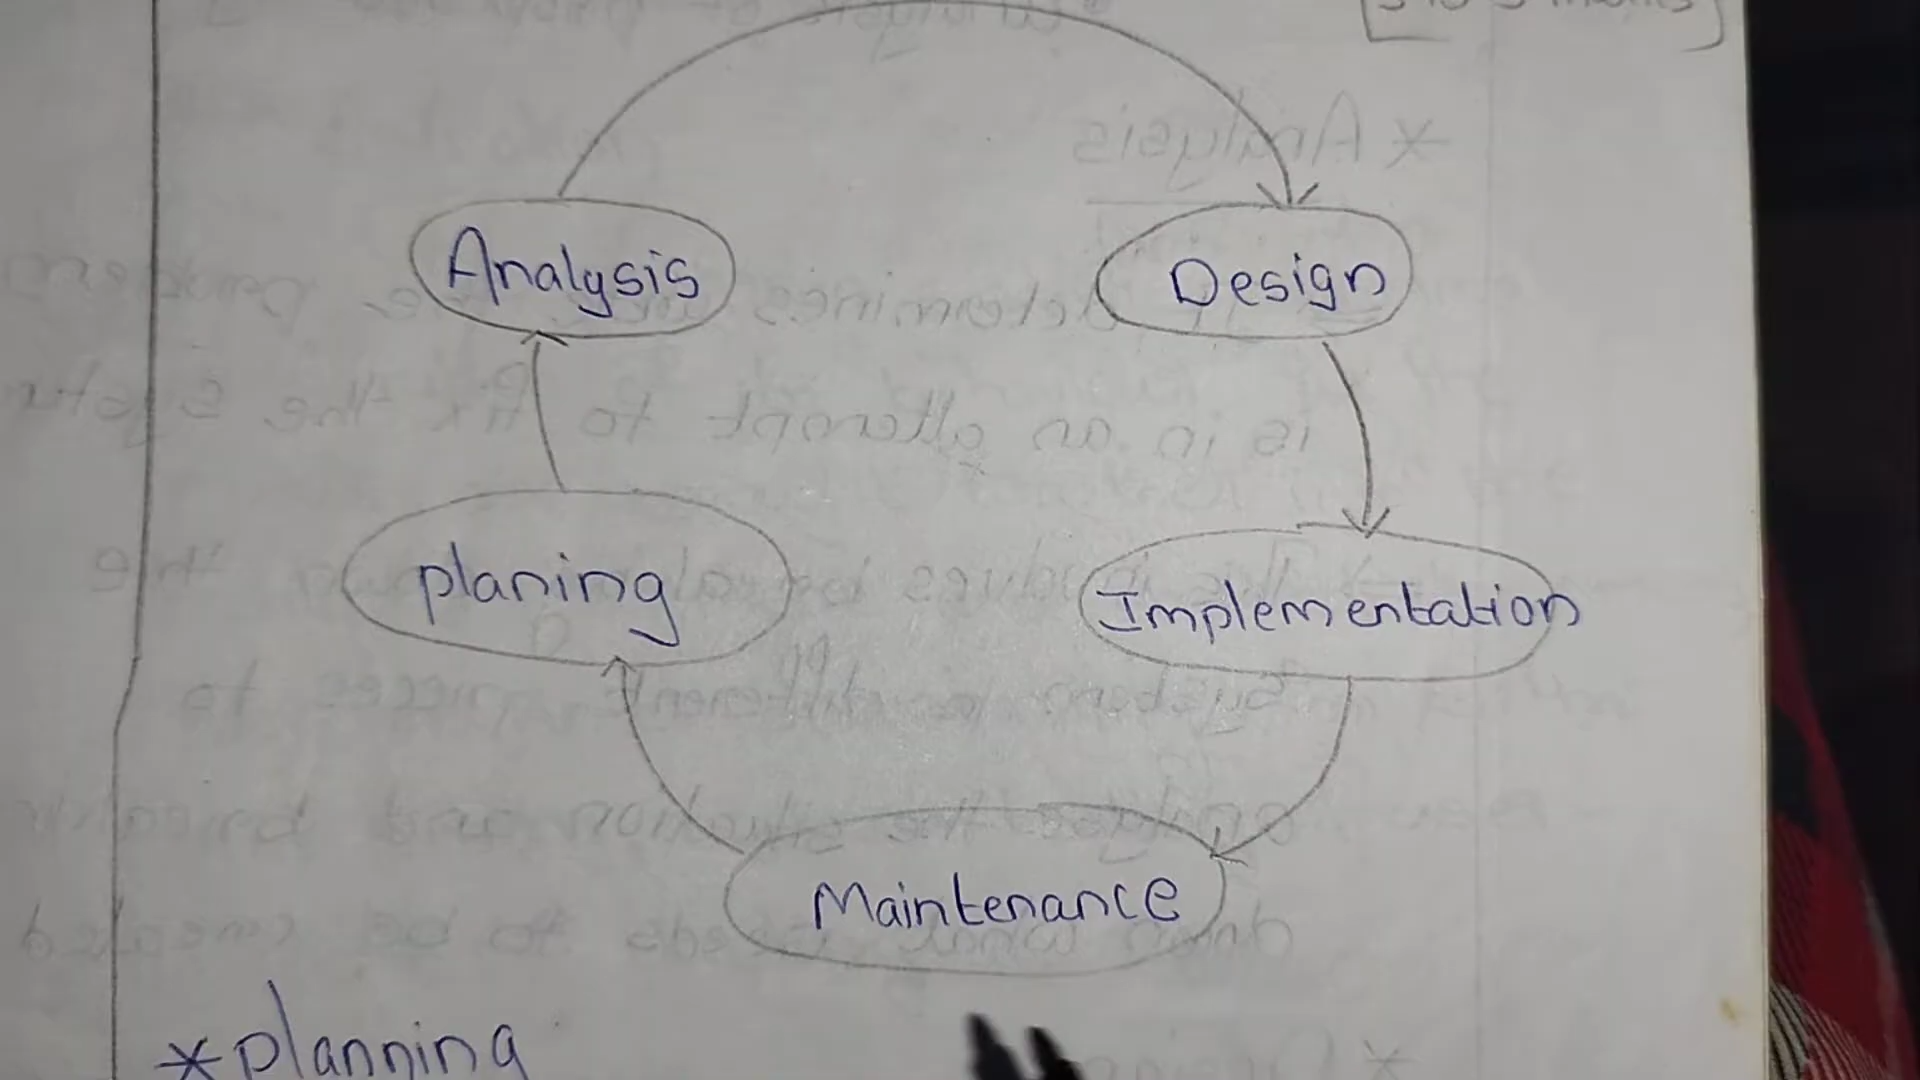 Analysis
Design
planing
Implementation
Maintenance
*planning